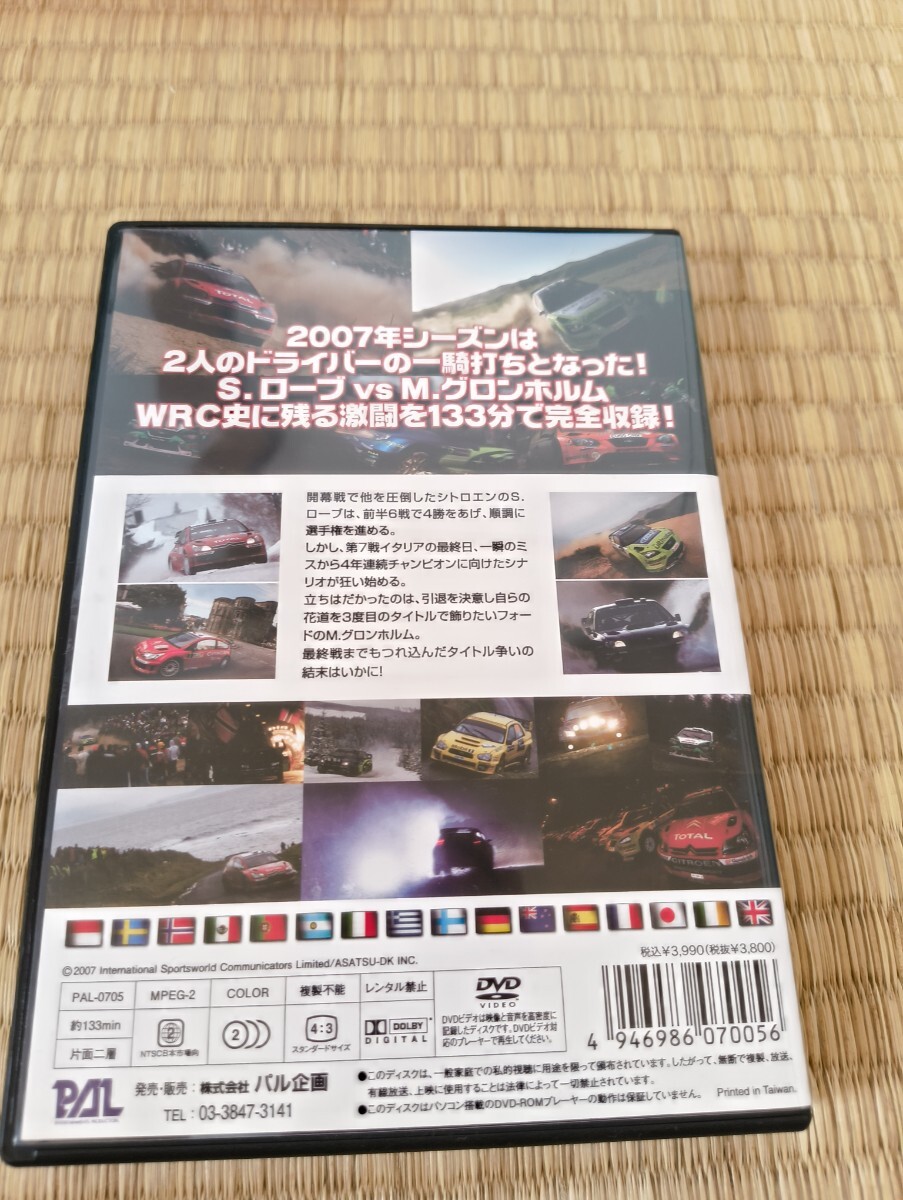 TOTAL
2007年シーズンは
2人のドライバーの一騎打ちとなった!
S.ローブ vs M.グロンホルム
WRC史に残る激闘を133分で完全収録!
開幕戦で他を圧倒したシトロエンのS.
ローブは、前半6戦で4勝をあげ、順調に
選手権を進める。
しかし、第7戦イタリアの最終日、一瞬のミ
スから4年連続チャンピオンに向けたシナ
リオが狂い始める。
立ちはだかったのは、引退を決意し自らの
花道を3度目のタイトルで飾りたいフォー
ドのM.グロンホルム。
最終戦までもつれ込んだタイトル争いの
結末はいかに!
TOTAL
CITROËN
税込¥3,990(税抜¥3,800)
©2007 International Sportsworld Communicators Limited/ASATSU-DK INC.
PAL-0705 MPEG-2 COLOR 複製不能 レンタル禁止
約133min 2 2)) 4:3 DOLBY DIGITAL
片面二層 NTSC日本市場向 スタンダードサイズ
DVD VIDEO
DVDビデオは映像と音声を高密度に
記録したディスクです。DVDビデオ対
応のプレーヤーで再生してください。
4 946986 070056
PAL
発売・販売: 株式会社 パル企画
TEL : 03-3847-3141
●このディスクは、一般家庭での私的視聴に用途を限って頒布されています。したがって、無断で複製、放送、
有線放送、上映に使用することは法律によって一切禁止されています。
●このディスクはパソコン搭載のDVD-ROMプレーヤーの動作は保証していません。
Printed in Taiwan.